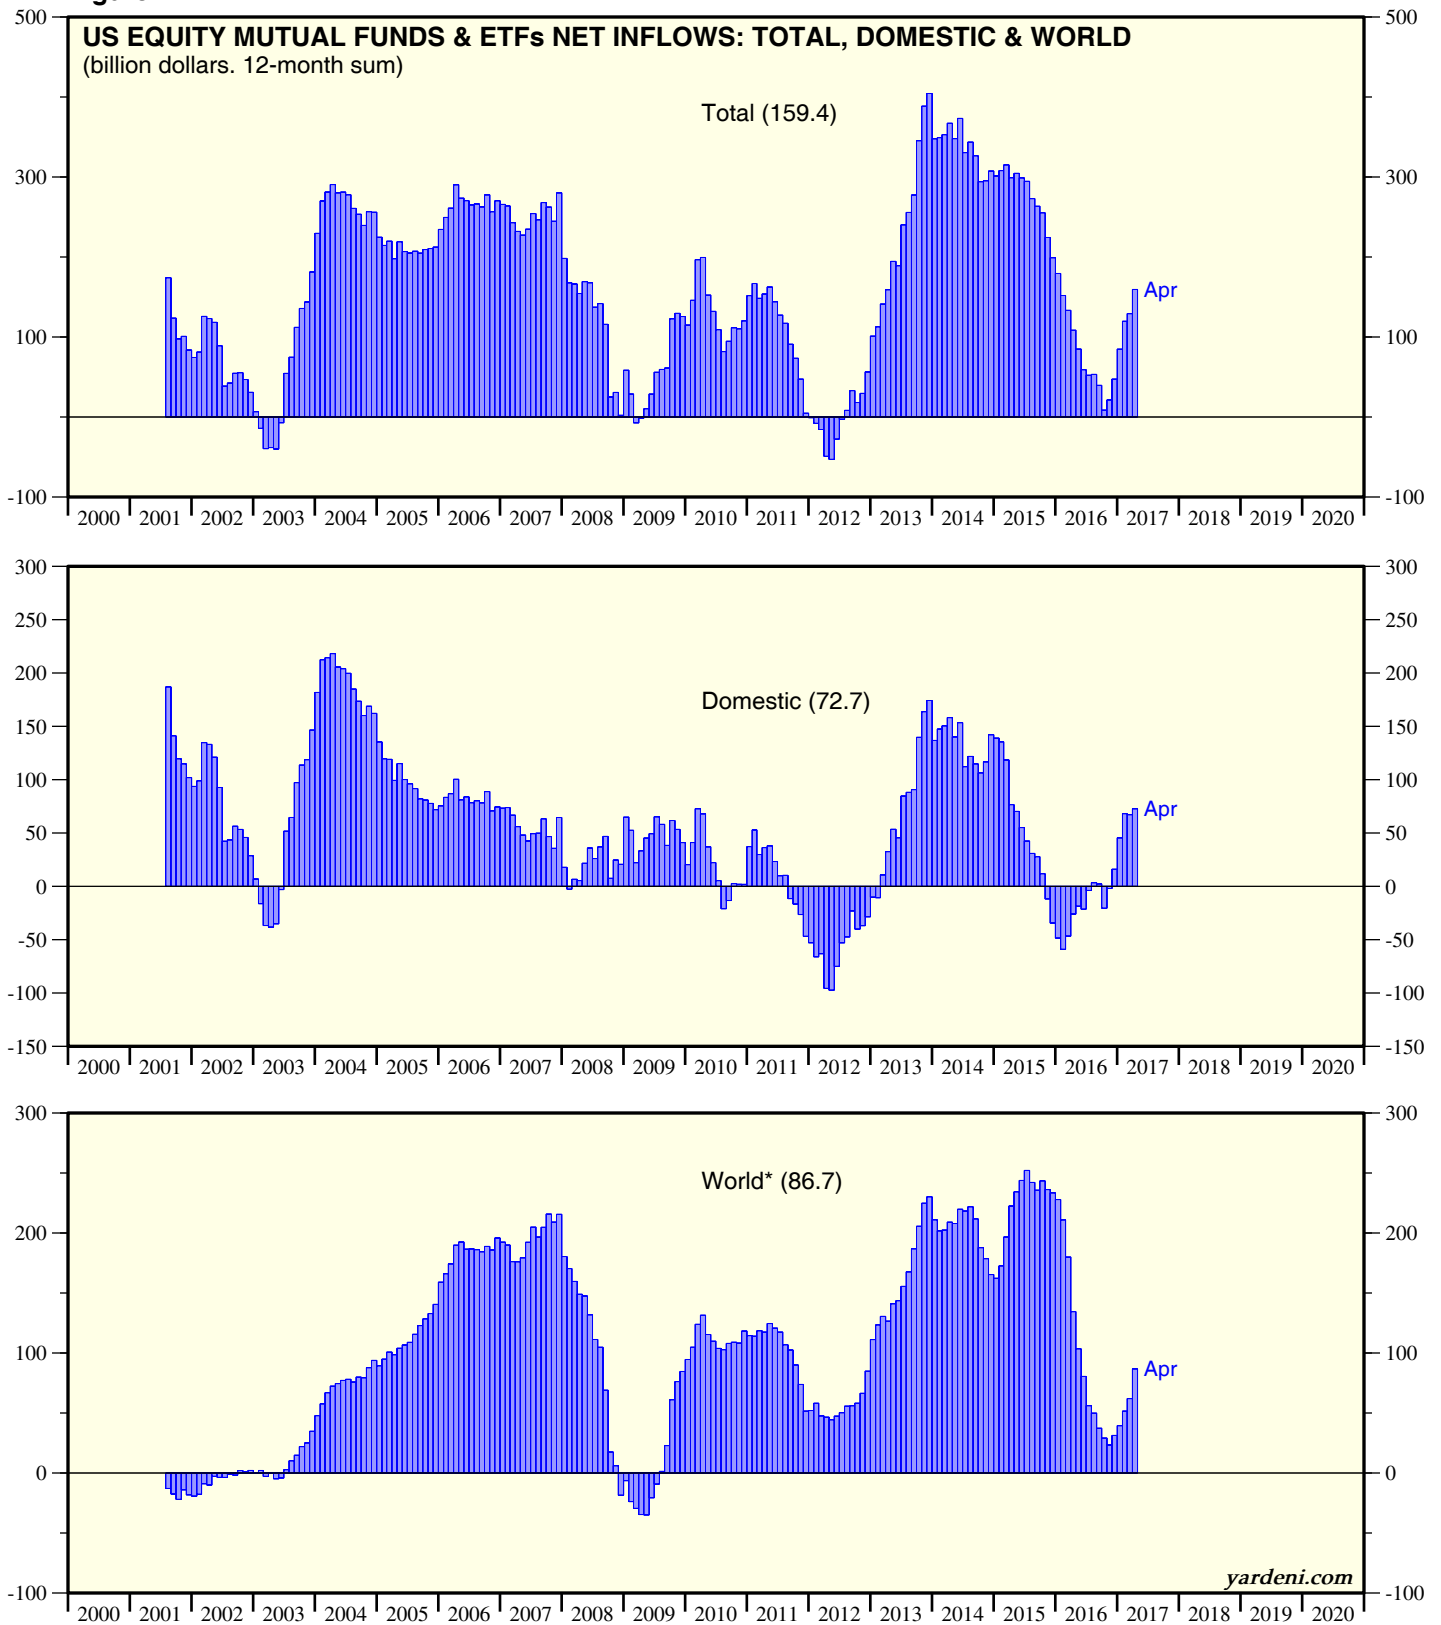 US EQUITY MUTUAL FUNDS & ETFs NET INFLOWS: TOTAL, DOMESTIC & WORLD
(billion dollars. 12-month sum)
Total (159.4)
Apr
500 500
300 300
100 100
-100 -100
2000 2001 2002 2003 2004 2005 2006 2007 2008 2009 2010 2011 2012 2013 2014 2015 2016 2017 2018 2019 2020
300 300
250 250
200 200
Domestic (72.7)
150 150
100 100
Apr
50 50
0 0
-50 -50
-100 -100
-150 -150
2000 2001 2002 2003 2004 2005 2006 2007 2008 2009 2010 2011 2012 2013 2014 2015 2016 2017 2018 2019 2020
300 300
World* (86.7)
200 200
100 100
Apr
0 0
yardeni.com
-100 -100
2000 2001 2002 2003 2004 2005 2006 2007 2008 2009 2010 2011 2012 2013 2014 2015 2016 2017 2018 2019 2020